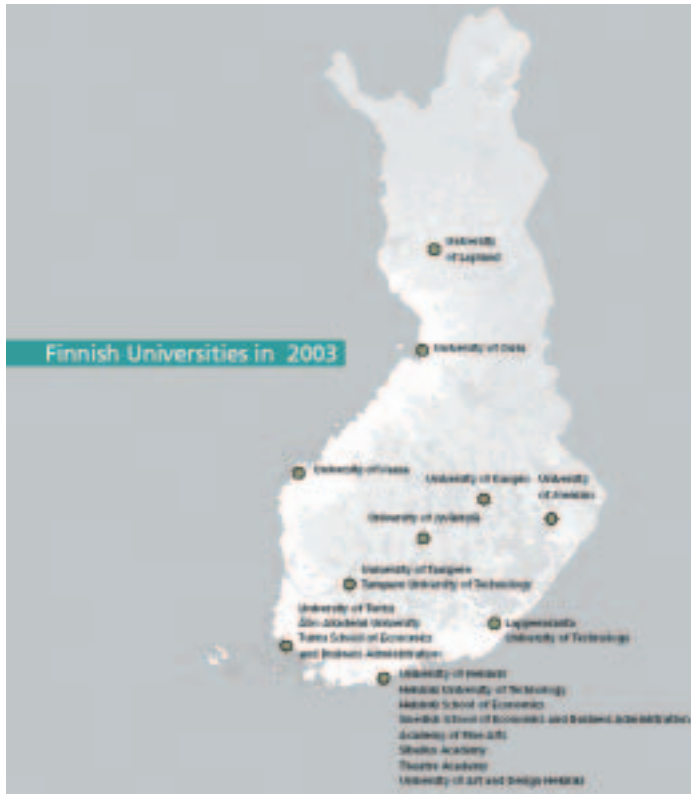 University
of Lapland
University of Oulu
Finnish Universities in 2003
University of Vaasa
University of Kuopio
University
of Joensuu
University of Jyväskylä
University of Tampere
Tampere University of Technology
University of Turku
Åbo Akademi University
Turku School of Economics
and Business Administration
Lappeenranta
University of Technology
University of Helsinki
Helsinki University of Technology
Helsinki School of Economics
Swedish School of Economics and Business Administration
Academy of Fine Arts
Sibelius Academy
Theatre Academy
University of Art and Design Helsinki